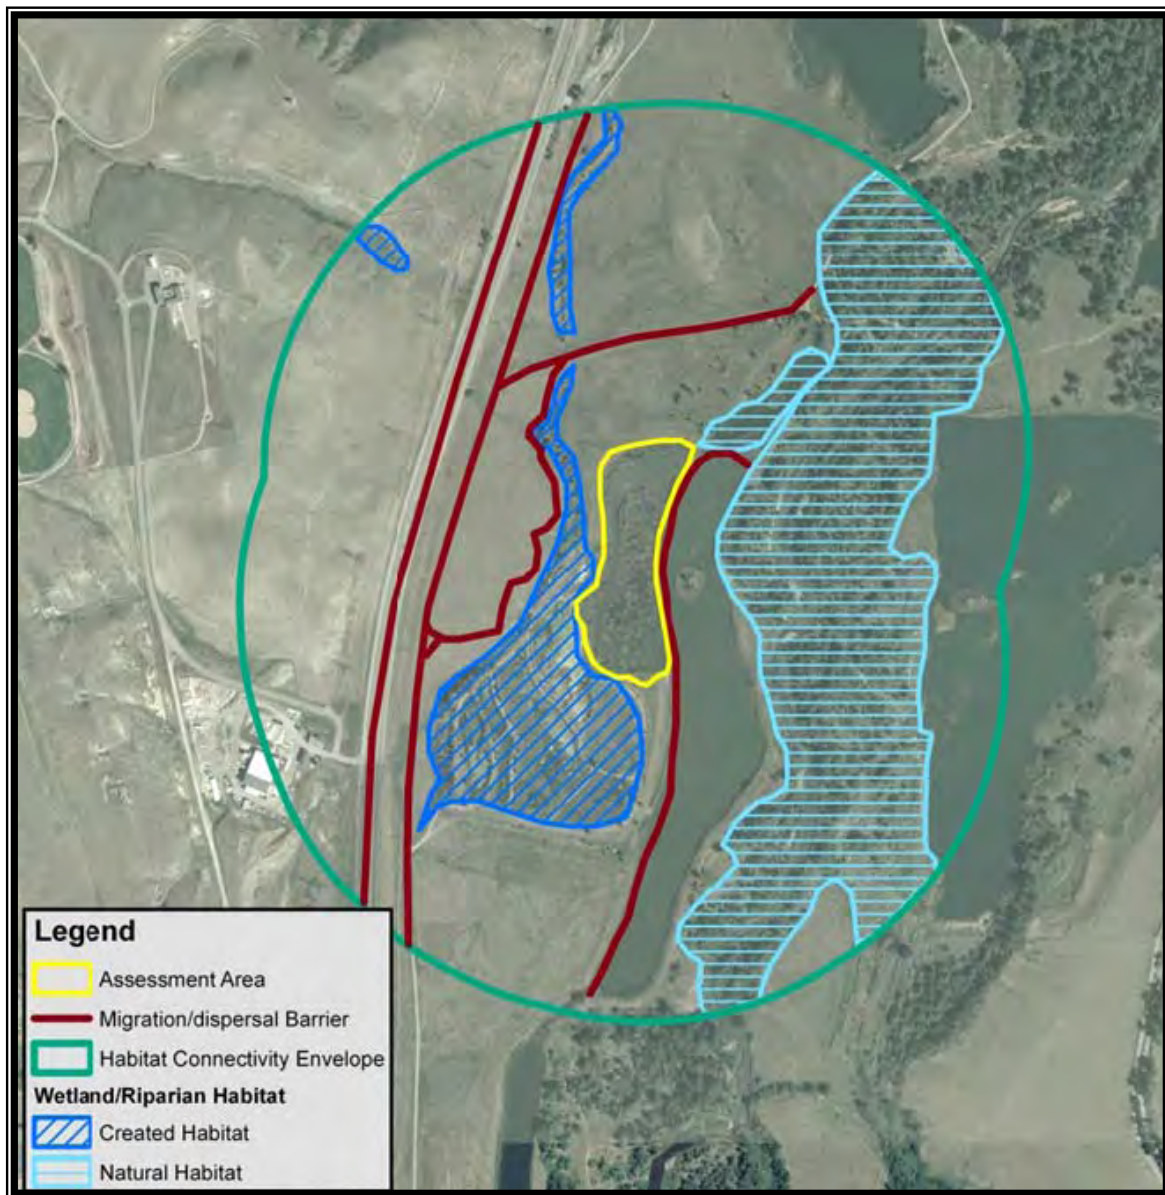 Legend
Assessment Area
Migration/dispersal Barrier
Habitat Connectivity Envelope
Wetland/Riparian Habitat
Created Habitat
Natural Habitat